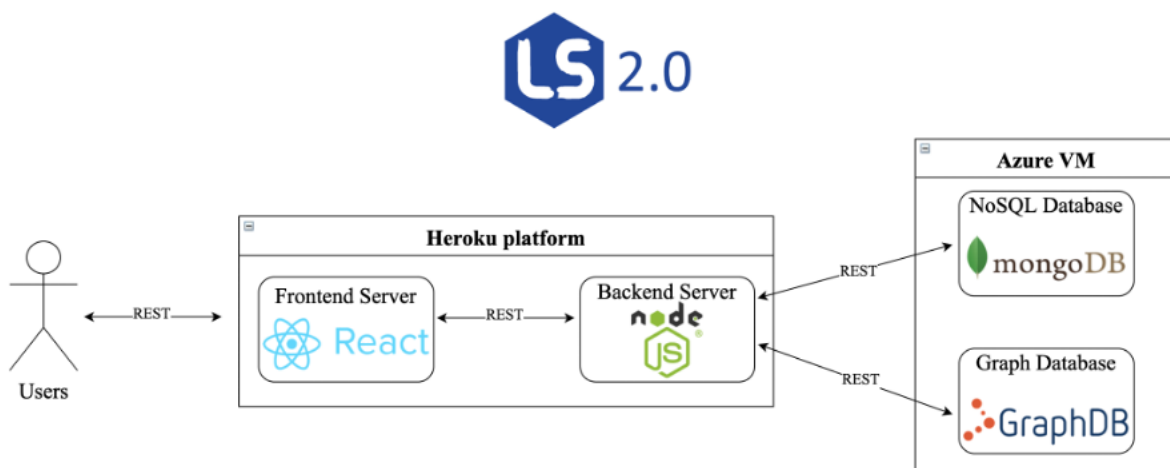 LS 2.0
Azure VM
NoSQL Database
mongoDB
Heroku platform
Frontend Server
React
Backend Server
node
JS ®
Users
REST
REST
REST
REST
Graph Database
GraphDB